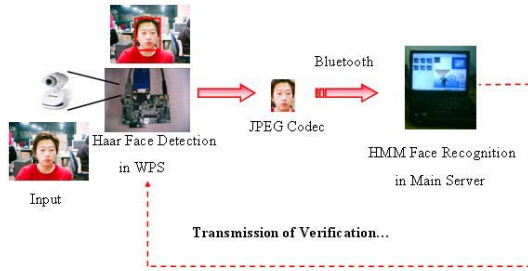 Bluetooth
JPEG Codec
Haar Face Detection
in WPS
HMM Face Recognition
in Main Server
Input
Transmission of Verification...